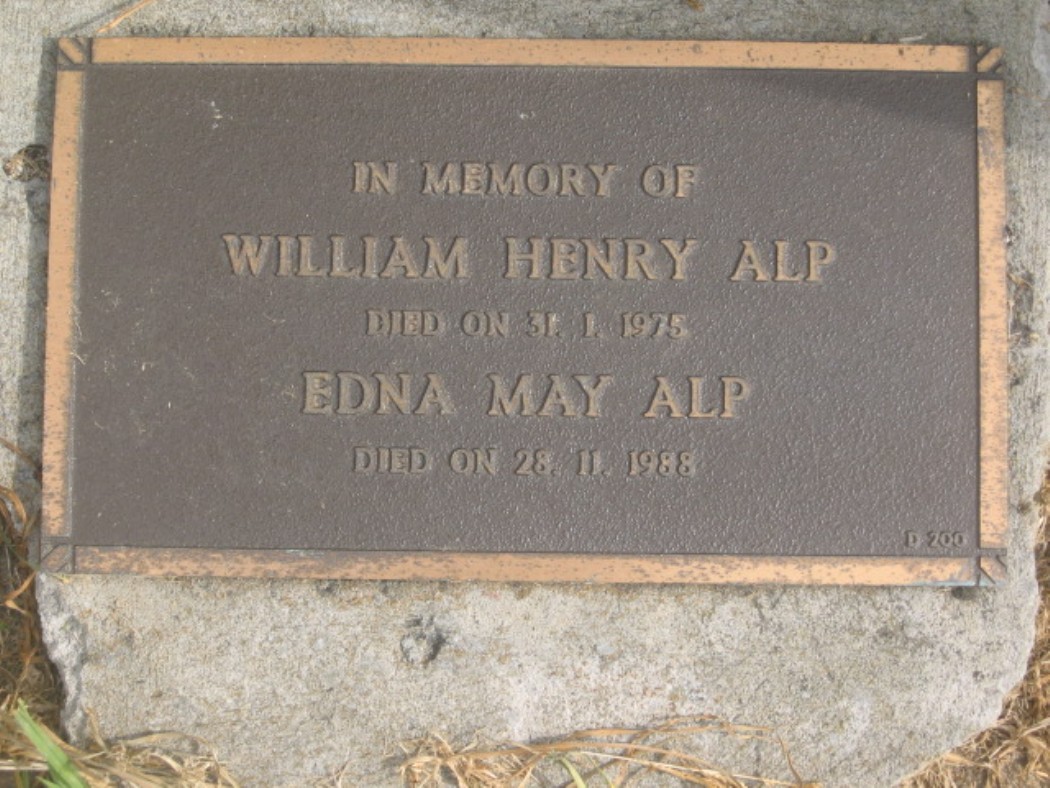 IN MEMORY OF
WILLIAM HENRY ALP
DIED ON 31. 1. 1975
EDNA MAY ALP
DIED ON 28. 11. 1988
D 200